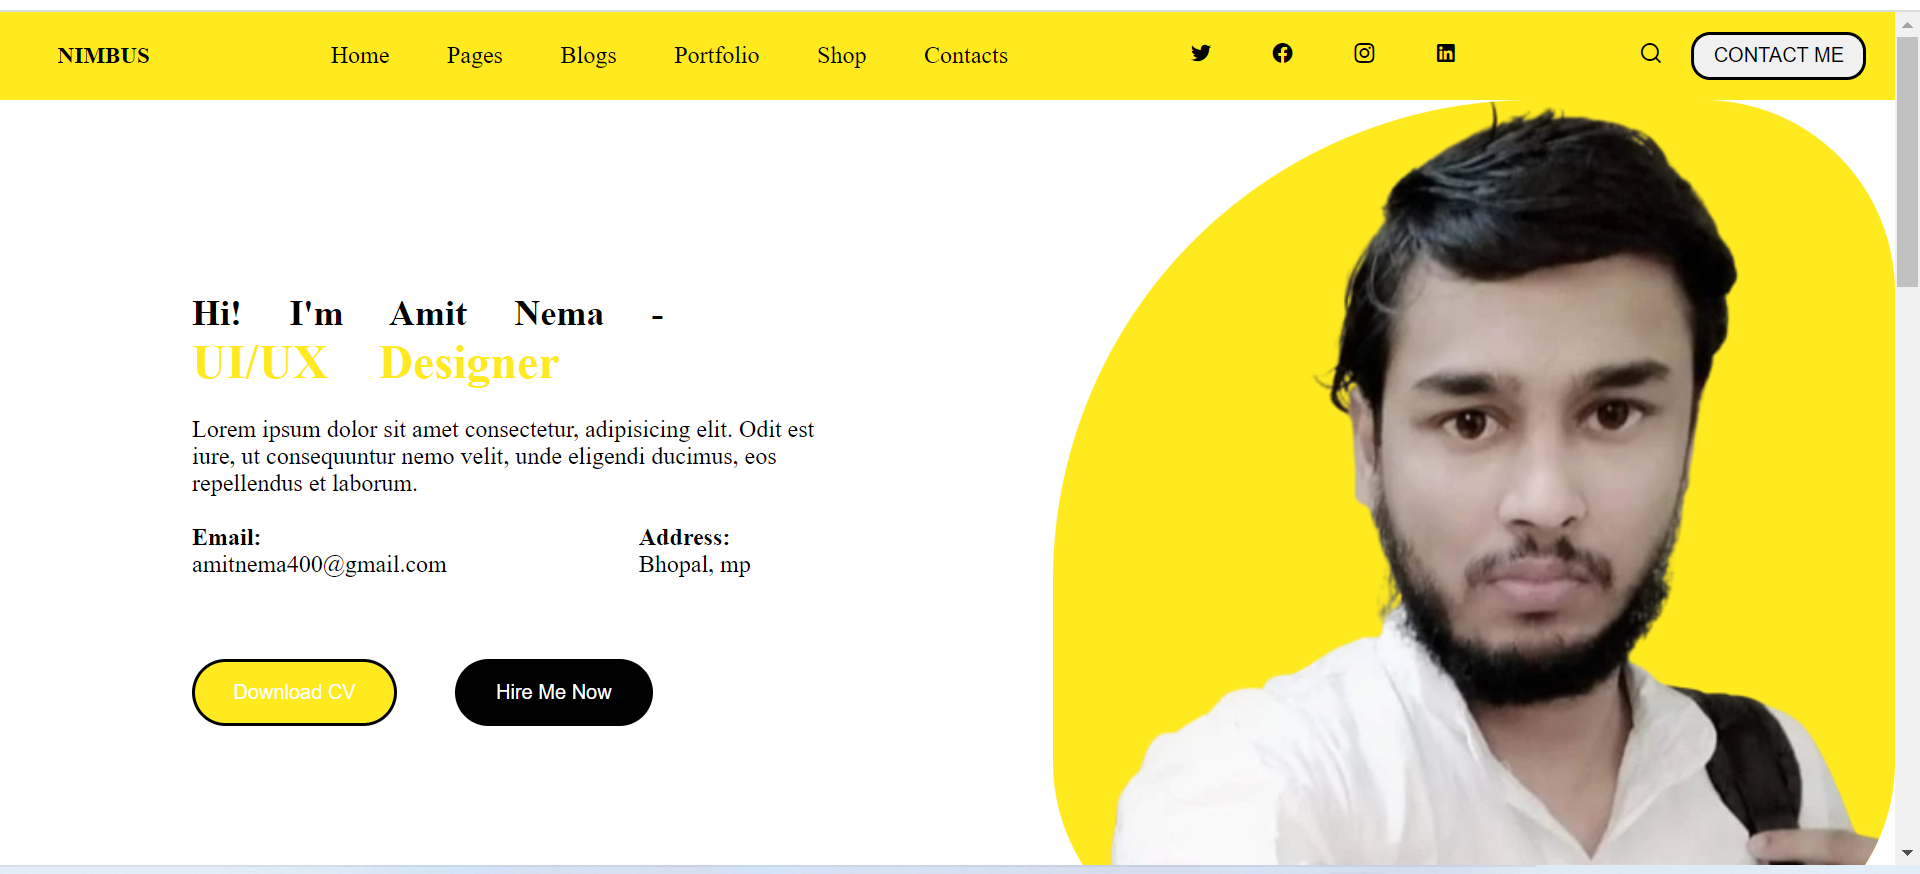 NIMBUS Home Pages Blogs Portfolio Shop Contacts CONTACT ME
Hi! I'm Amit Nema -
UI/UX Designer
Lorem ipsum dolor sit amet consectetur, adipisicing elit. Odit est
iure, ut consequuntur nemo velit, unde eligendi ducimus, eos
repellendus et laborum.
Email: Address:
amitnema400@gmail.com Bhopal, mp
Download CV Hire Me Now